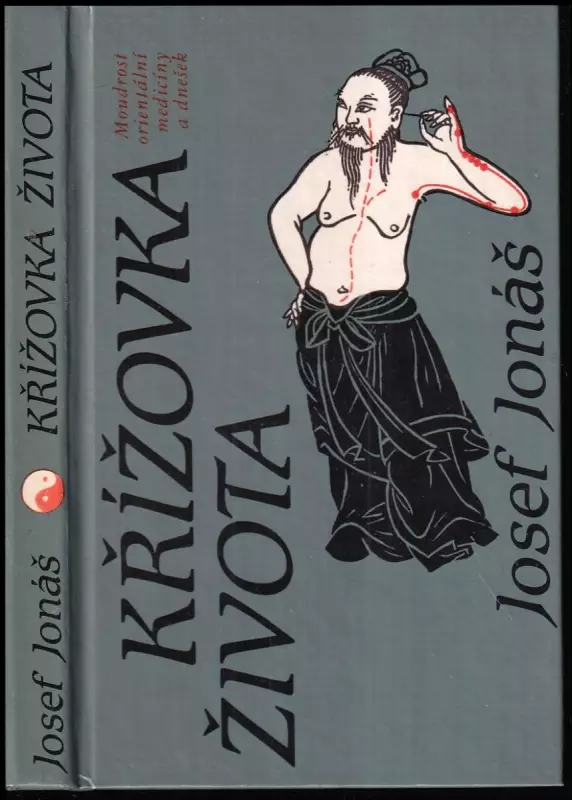 Josef Jonáš KŘÍŽOVKA ŽIVOTA
KŘÍŽOVKA
ŽIVOTA
Moudrost
orientální
medicíny
a dnešek
Josef Jonáš